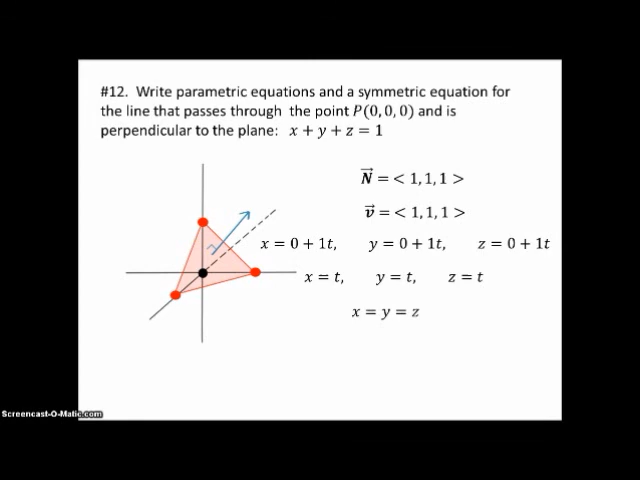 #12.  Write parametric equations and a symmetric equation for
the line that passes through  the point P(0, 0, 0) and is
perpendicular to the plane:  x + y + z = 1
N⃗ = < 1, 1, 1 >
v⃗ = < 1, 1, 1 >
x = 0 + 1t,  y = 0 + 1t,  z = 0 + 1t
x = t,  y = t,  z = t
x = y = z
Screencast-O-Matic.com